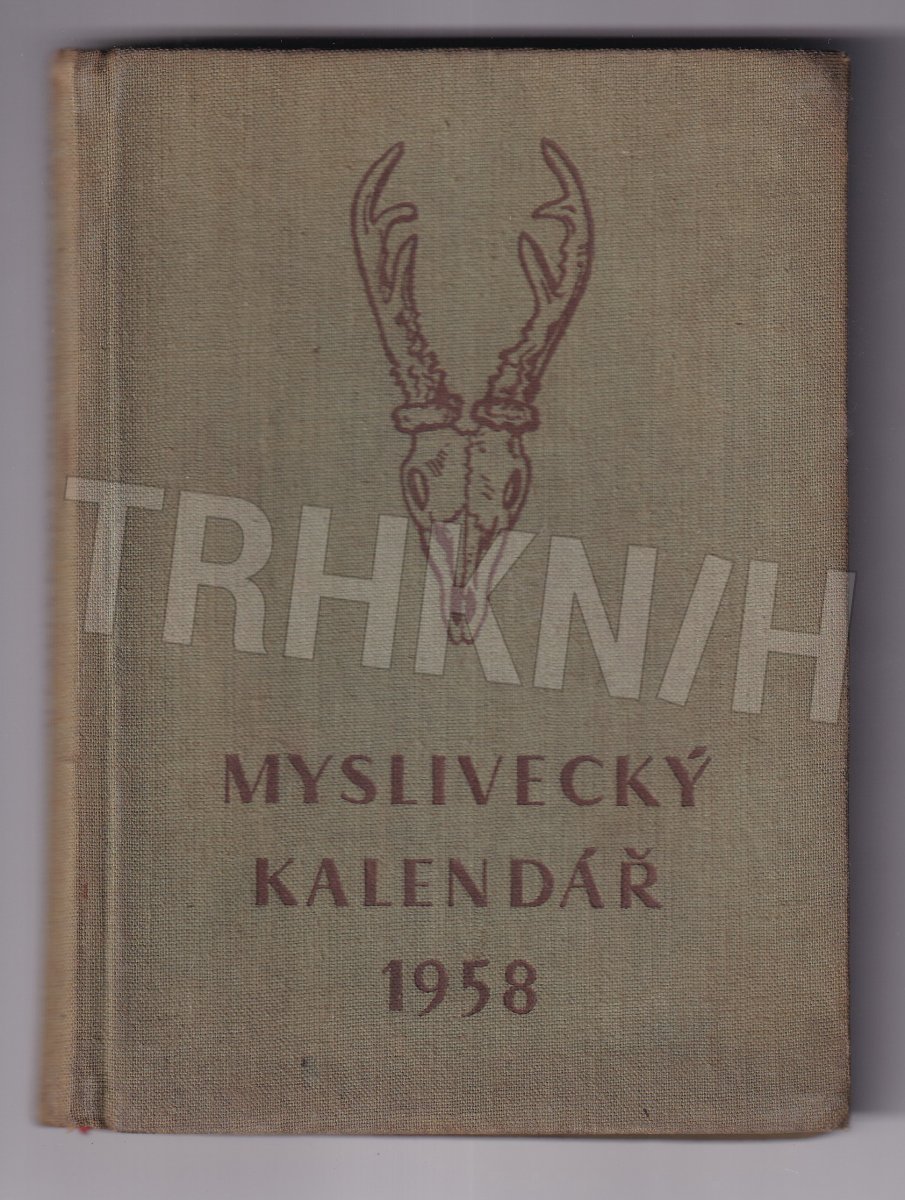 TRHKNIH
MYSLIVECKÝ
KALENDÁŘ
1958